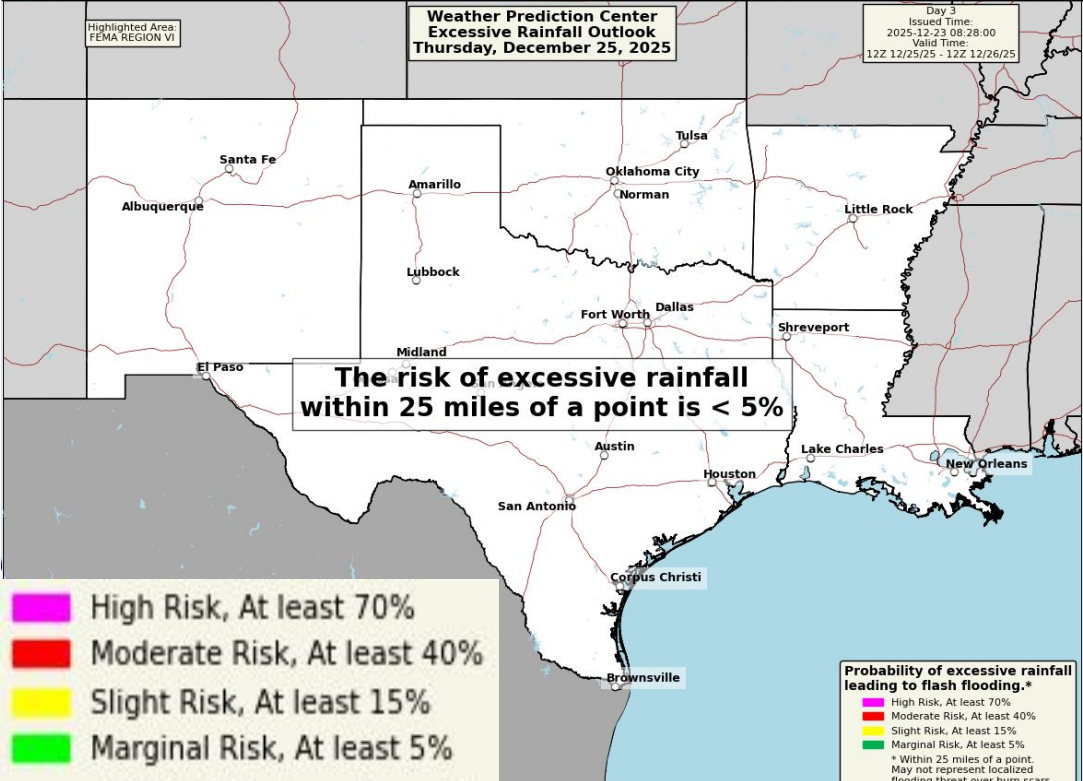 Highlighted Area:
FEMA REGION VI
Weather Prediction Center
Excessive Rainfall Outlook
Thursday, December 25, 2025
Day 3
Issued Time:
2025-12-23 08:28:00
Valid Time:
12Z 12/25/25 - 12Z 12/26/25
Tulsa
Santa Fe
Oklahoma City
Amarillo
Norman
Albuquerque
Little Rock
Lubbock
Dallas
Fort Worth
Shreveport
Midland
El Paso
The risk of excessive rainfall
within 25 miles of a point is < 5%
Austin
Lake Charles
New Orleans
Houston
San Antonio
Corpus Christi
Brownsville
High Risk, At least 70%
Moderate Risk, At least 40%
Slight Risk, At least 15%
Marginal Risk, At least 5%
Probability of excessive rainfall
leading to flash flooding.*
High Risk, At least 70%
Moderate Risk, At least 40%
Slight Risk, At least 15%
Marginal Risk, At least 5%
* Within 25 miles of a point.
May not represent localized
flooding threat over burn scars